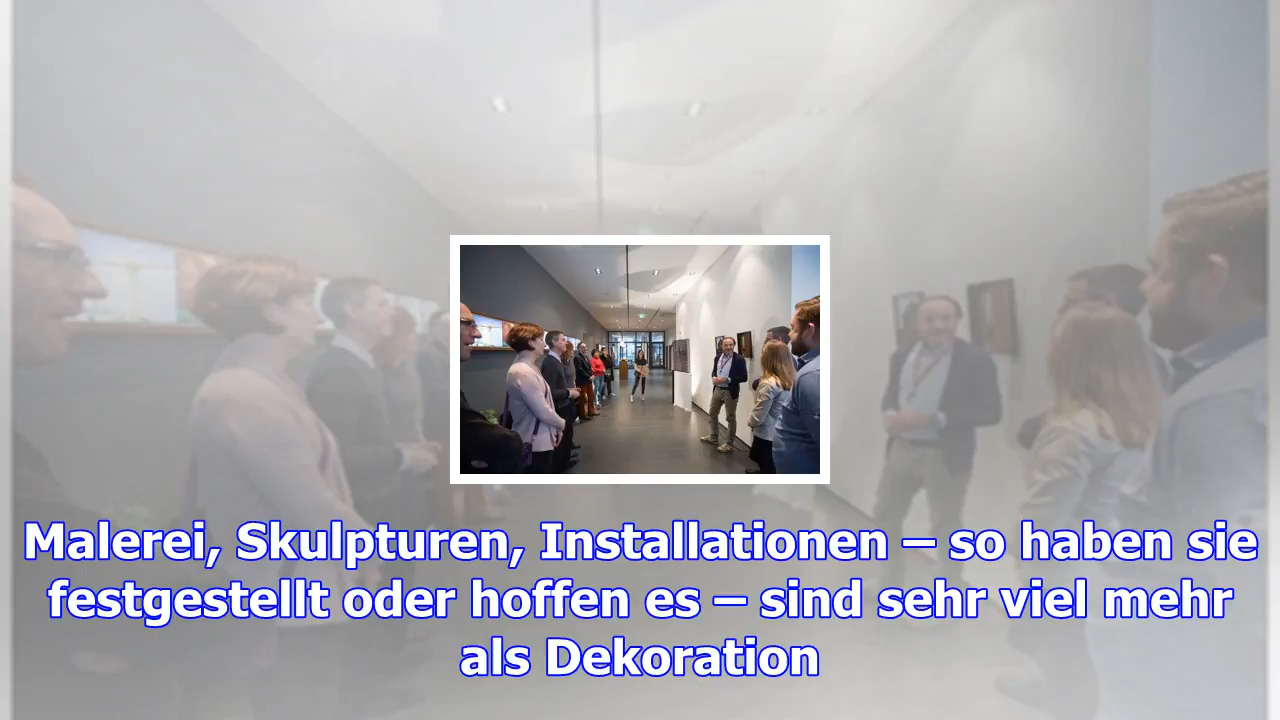 Malerei, Skulpturen, Installationen – so haben sie
festgestellt oder hoffen es – sind sehr viel mehr
als Dekoration